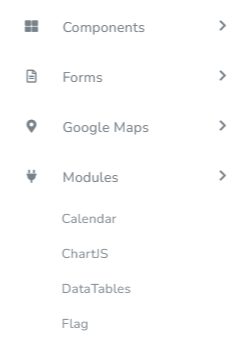 Components
Forms
Google Maps
Modules
Calendar
ChartJS
DataTables
Flag